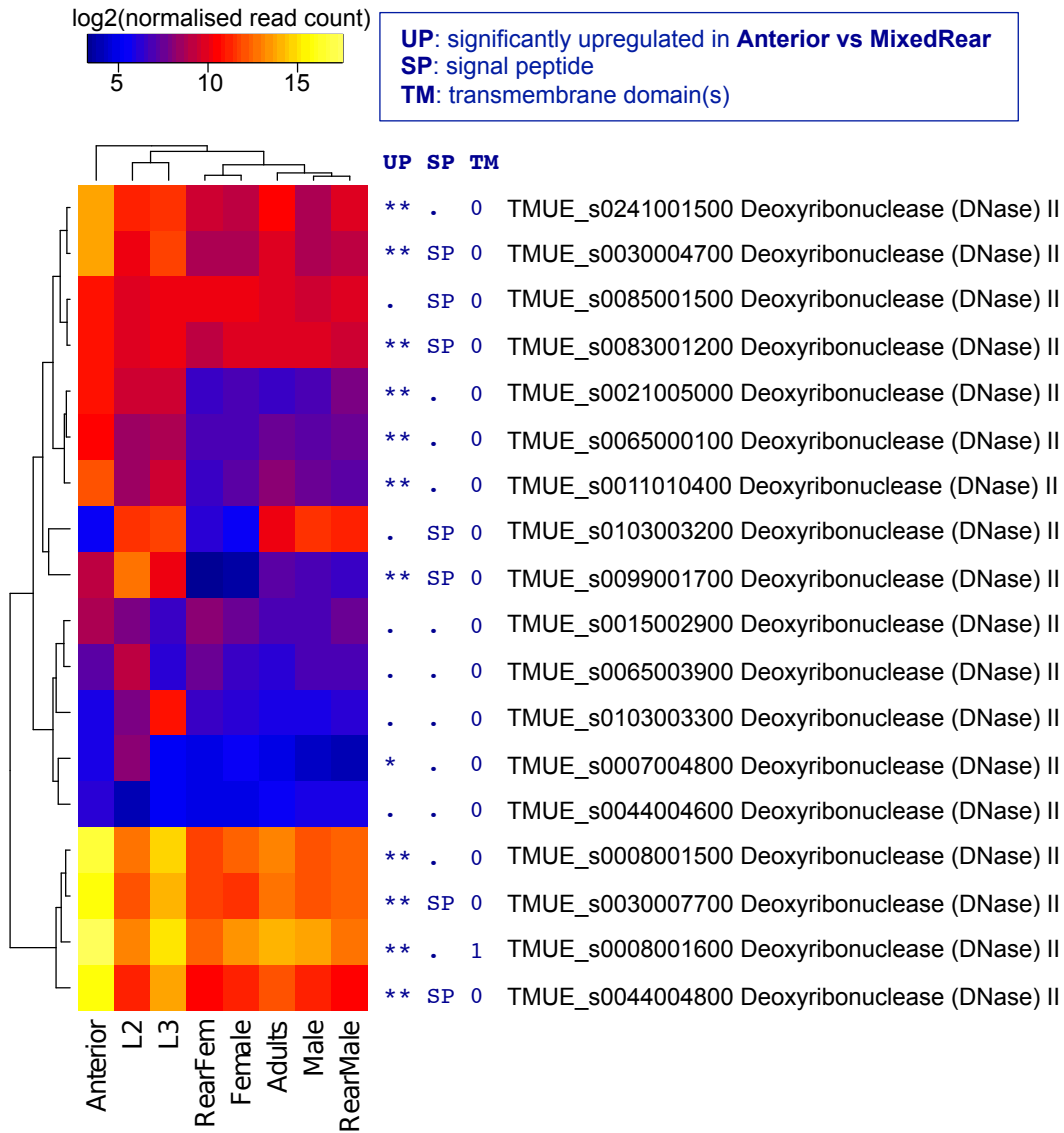 log2(normalised read count)
5 10 15
UP: significantly upregulated in Anterior vs MixedRear
SP: signal peptide
TM: transmembrane domain(s)
UP SP TM
** . 0 TMUE_s0241001500 Deoxyribonuclease (DNase) II
** SP 0 TMUE_s0030004700 Deoxyribonuclease (DNase) II
. SP 0 TMUE_s0085001500 Deoxyribonuclease (DNase) II
** SP 0 TMUE_s0083001200 Deoxyribonuclease (DNase) II
** . 0 TMUE_s0021005000 Deoxyribonuclease (DNase) II
** . 0 TMUE_s0065000100 Deoxyribonuclease (DNase) II
** . 0 TMUE_s0011010400 Deoxyribonuclease (DNase) II
. SP 0 TMUE_s0103003200 Deoxyribonuclease (DNase) II
** SP 0 TMUE_s0099001700 Deoxyribonuclease (DNase) II
. . 0 TMUE_s0015002900 Deoxyribonuclease (DNase) II
. . 0 TMUE_s0065003900 Deoxyribonuclease (DNase) II
. . 0 TMUE_s0103003300 Deoxyribonuclease (DNase) II
* . 0 TMUE_s0007004800 Deoxyribonuclease (DNase) II
. . 0 TMUE_s0044004600 Deoxyribonuclease (DNase) II
** . 0 TMUE_s0008001500 Deoxyribonuclease (DNase) II
** SP 0 TMUE_s0030007700 Deoxyribonuclease (DNase) II
** . 1 TMUE_s0008001600 Deoxyribonuclease (DNase) II
** SP 0 TMUE_s0044004800 Deoxyribonuclease (DNase) II
Anterior
L2
L3
RearFem
Female
Adults
Male
RearMale